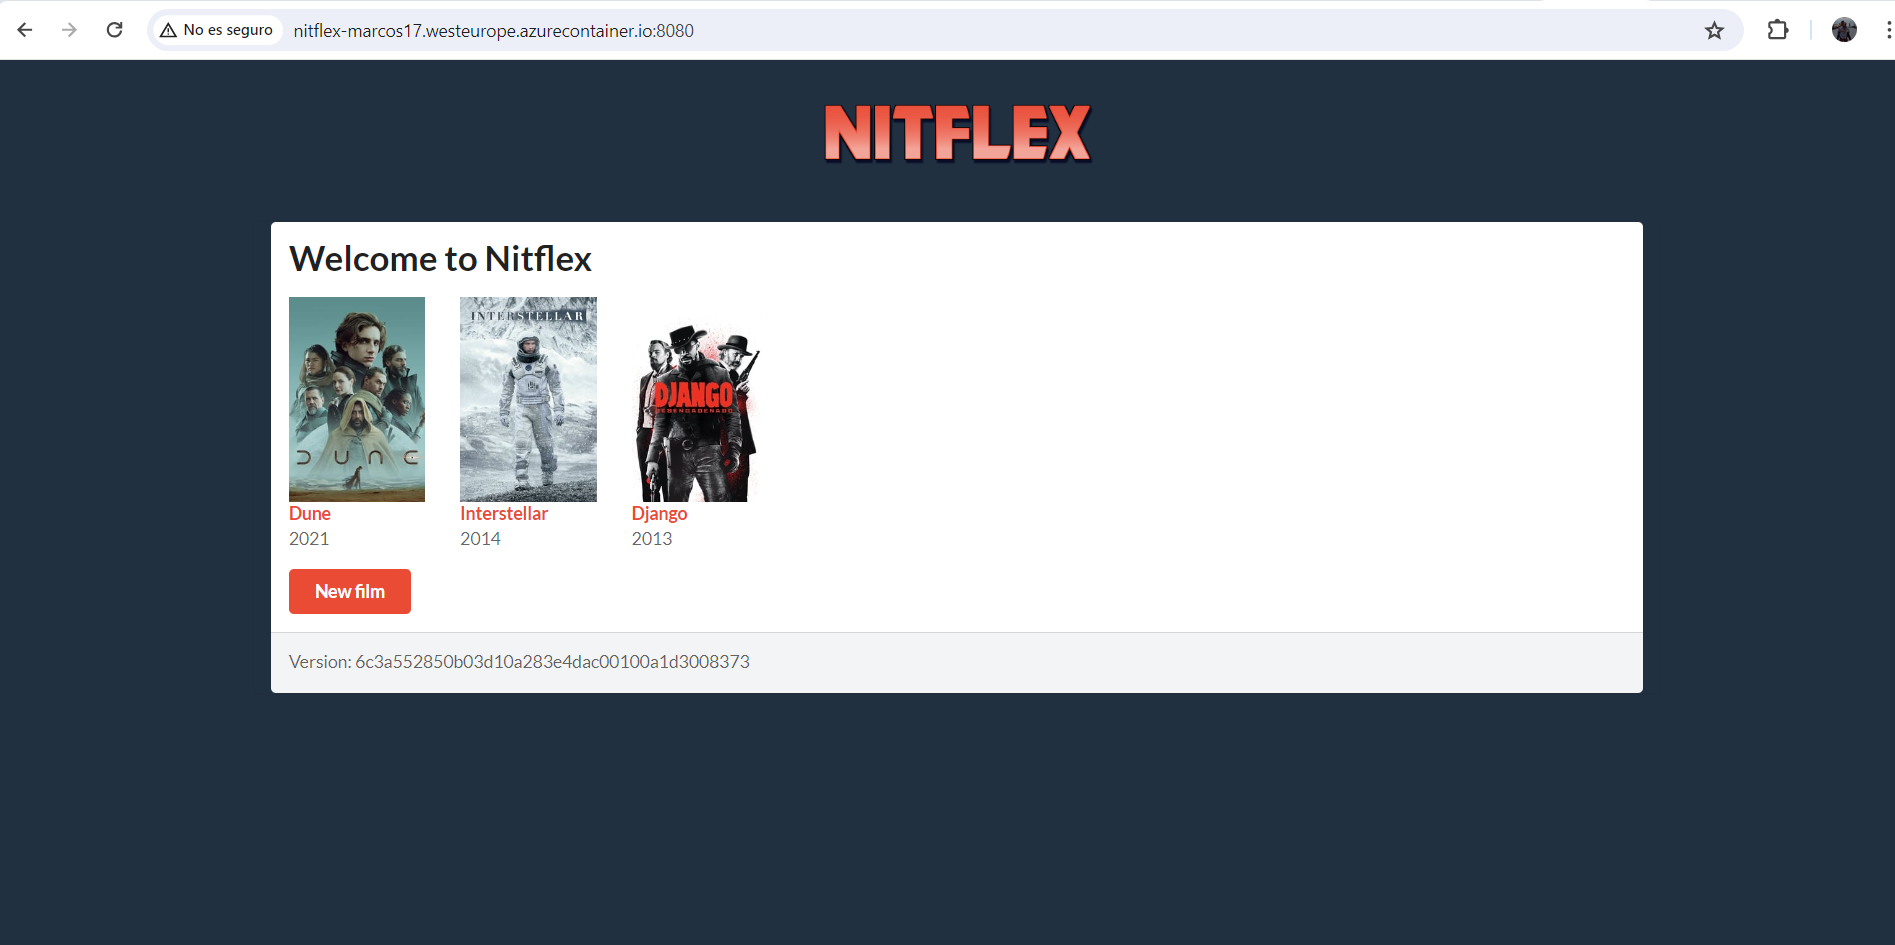 No es seguro
nitflex-marcos17.westeurope.azurecontainer.io:8080
NITFLEX
Welcome to Nitflex
INTERSTELLAR
DUNE
DJANGO
DESENCADENADO
Dune
Interstellar
Django
2021
2014
2013
New film
Version: 6c3a552850b03d10a283e4dac00100a1d3008373